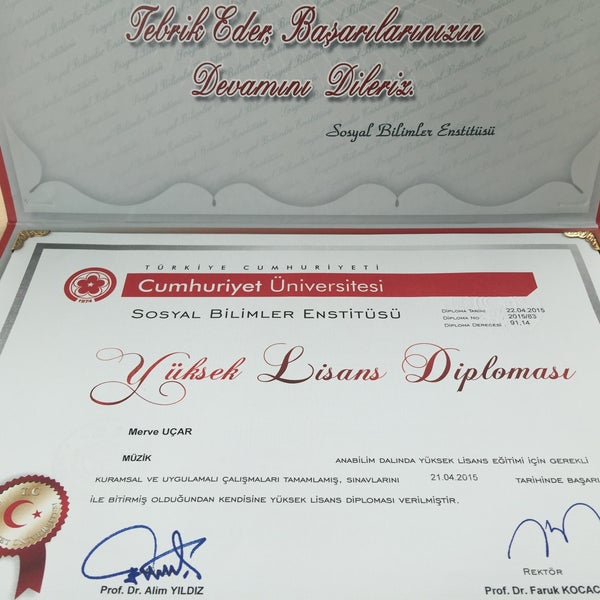 Tebrik Eder, Başarılarınızın
Devamını Dileriz.
Sosyal Bilimler Enstitüsü
TÜRKİYE CUMHURİYETİ
Cumhuriyet Üniversitesi
1974
SOSYAL BİLİMLER ENSTİTÜSÜ
DİPLOMA TARİHİ 22.04.2015
DİPLOMA NO 2015/83
DİPLOMA DERECESİ 91,14
Yüksek Lisans Diploması
Merve UÇAR
MÜZİK ANABİLİM DALINDA YÜKSEK LİSANS EĞİTİMİ İÇİN GEREKLİ
KURAMSAL VE UYGULAMALI ÇALIŞMALARI TAMAMLAMIŞ, SINAVLARINI 21.04.2015 TARİHİNDE BAŞARI
İLE BİTİRMİŞ OLDUĞUNDAN KENDİSİNE YÜKSEK LİSANS DİPLOMASI VERİLMİŞTİR.
T.C.
Prof. Dr. Alim YILDIZ
REKTÖR
Prof. Dr. Faruk KOCAC